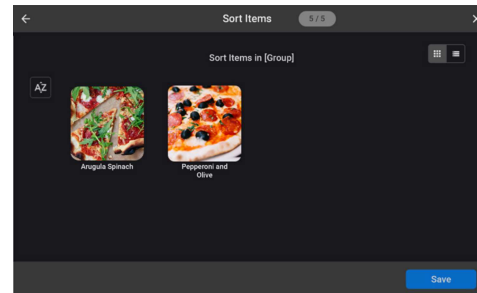 Sort Items
5 / 5
Sort Items in [Group]
AZ
Arugula Spinach
Pepperoni and
Olive
Save